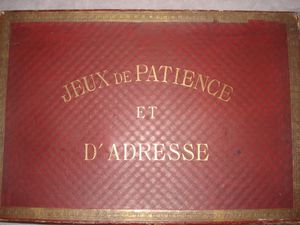 JEUX DE PATIENCE
ET
D'ADRESSE